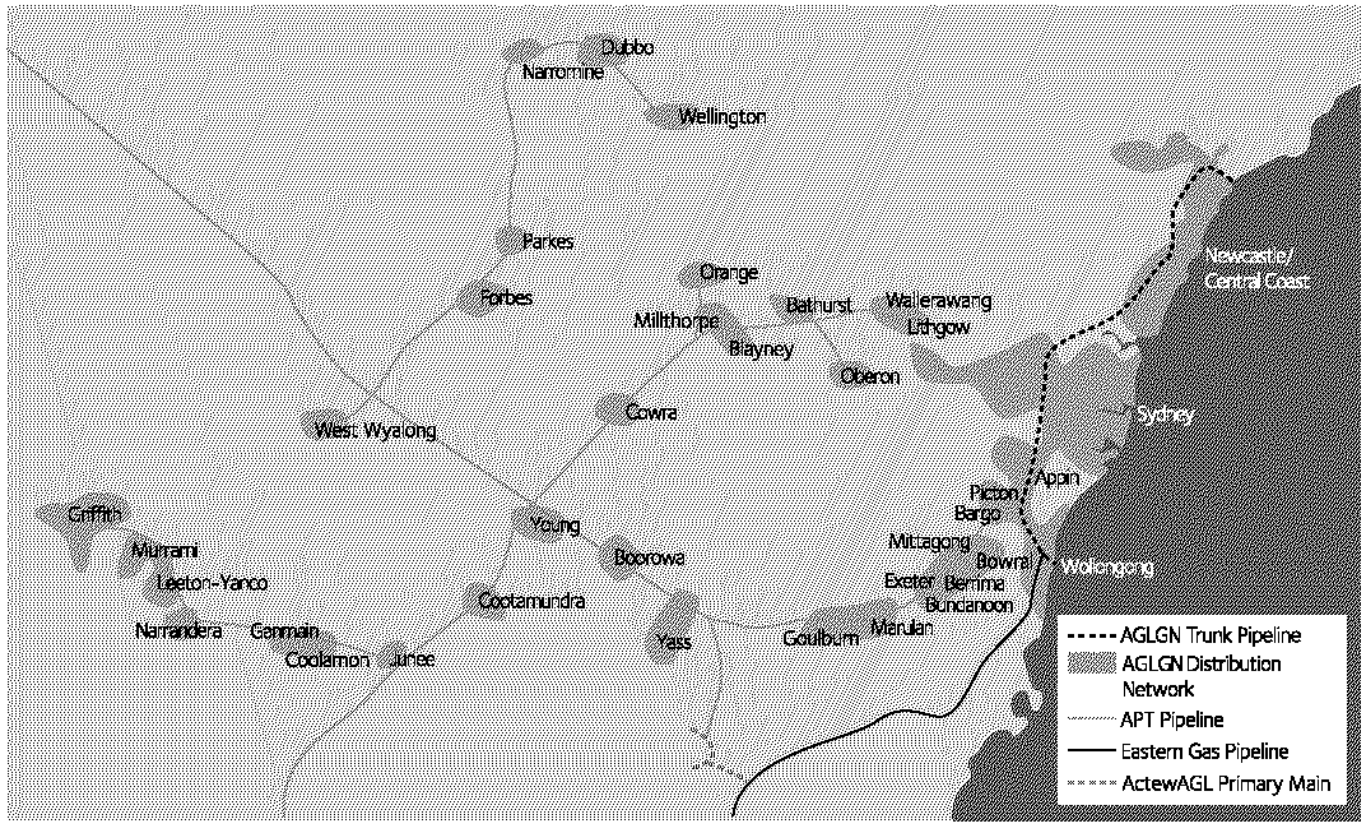 Dubbo
Narromine
Wellington
Parkes
Orange
Newcastle/
Central Coast
Forbes
Bathurst
Wallerawang
Millthorpe
Lithgow
Blayney
Oberon
Cowra
Sydney
West Wyalong
Appin
Picton
Griffith
Bargo
Young
Mittagong
Murrami
Boorowa
Bowral
Wollongong
Leeton-Yanco
Exeter
Berrima
Cootamundra
Bundanoon
Narrandera
Ganmain
Goulburn
Marulan
Yass
Coolamon
Junee
AGLGN Trunk Pipeline
AGLGN Distribution
Network
APT Pipeline
Eastern Gas Pipeline
ActewAGL Primary Main